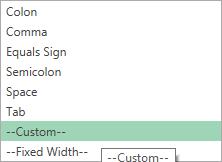 Colon
Comma
Equals Sign
Semicolon
Space
Tab
--Custom--
--Fixed Width--
--Custom--